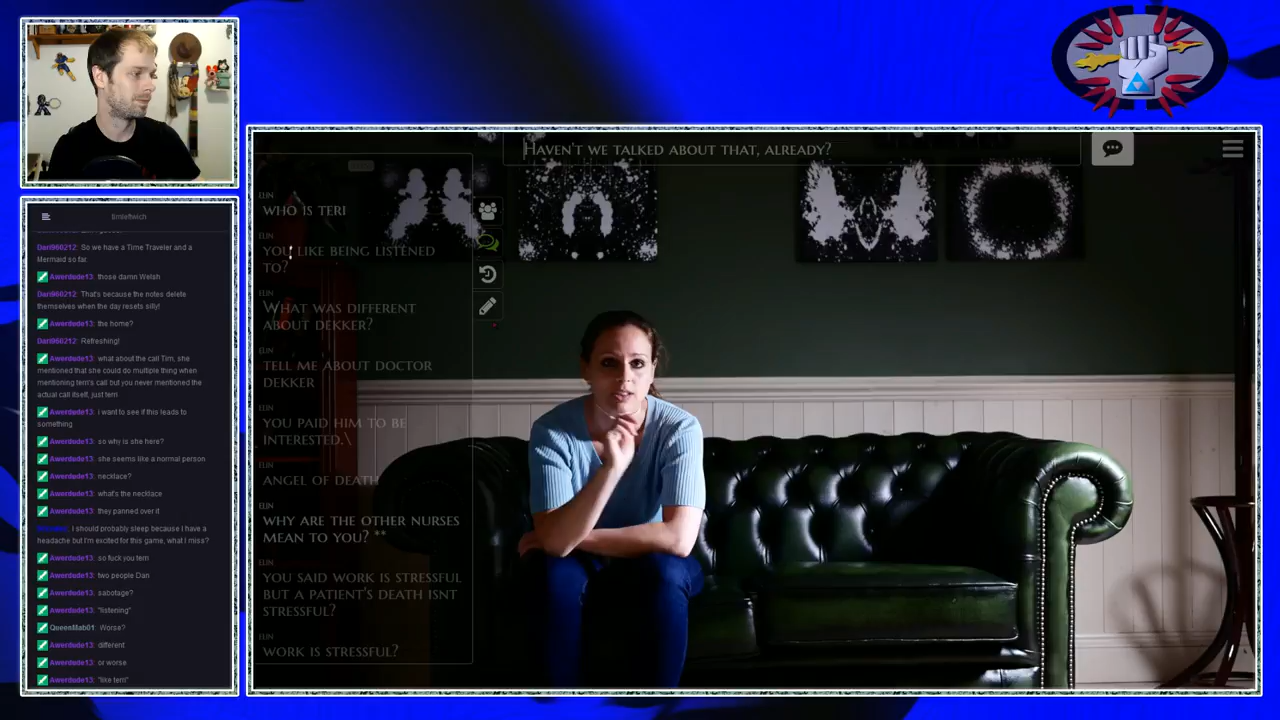 timleftwich
Dari960212: So we have a Time Traveler and a
Mermaid so far.
Awerdude13: those damn Welsh
Dari960212: That's because the notes delete
themselves when the day resets silly!
Awerdude13: the home?
Dari960212: Refreshing!
Awerdude13: what about the call Tim, she
mentioned that she could do multiple thing when
mentioning terri's call but you never mentioned the
actual call itself, just terri
Awerdude13: i want to see if this leads to
something
Awerdude13: so why is she here?
Awerdude13: she seems like a normal person
Awerdude13: necklace?
Awerdude13: what's the necklace
Awerdude13: they panned over it
I should probably sleep because I have a
headache but I'm excited for this game, what I miss?
Awerdude13: so fuck you terri
Awerdude13: two people Dan
Awerdude13: sabotage?
Awerdude13: "listening"
QueenMab01: Worse?
Awerdude13: different
Awerdude13: or worse
Awerdude13: "like terri"
Haven't we talked about that, already?
ELIN
WHO IS TERI
ELIN
YOU LIKE BEING LISTENED
TO?
ELIN
WHAT WAS DIFFERENT
ABOUT DEKKER?
ELIN
TELL ME ABOUT DOCTOR
DEKKER
ELIN
YOU PAID HIM TO BE
INTERESTED.\
ELIN
ANGEL OF DEATH
ELIN
WHY ARE THE OTHER NURSES
MEAN TO YOU? **
ELIN
YOU SAID WORK IS STRESSFUL
BUT A PATIENT'S DEATH ISNT
STRESSFUL?
ELIN
WORK IS STRESSFUL?